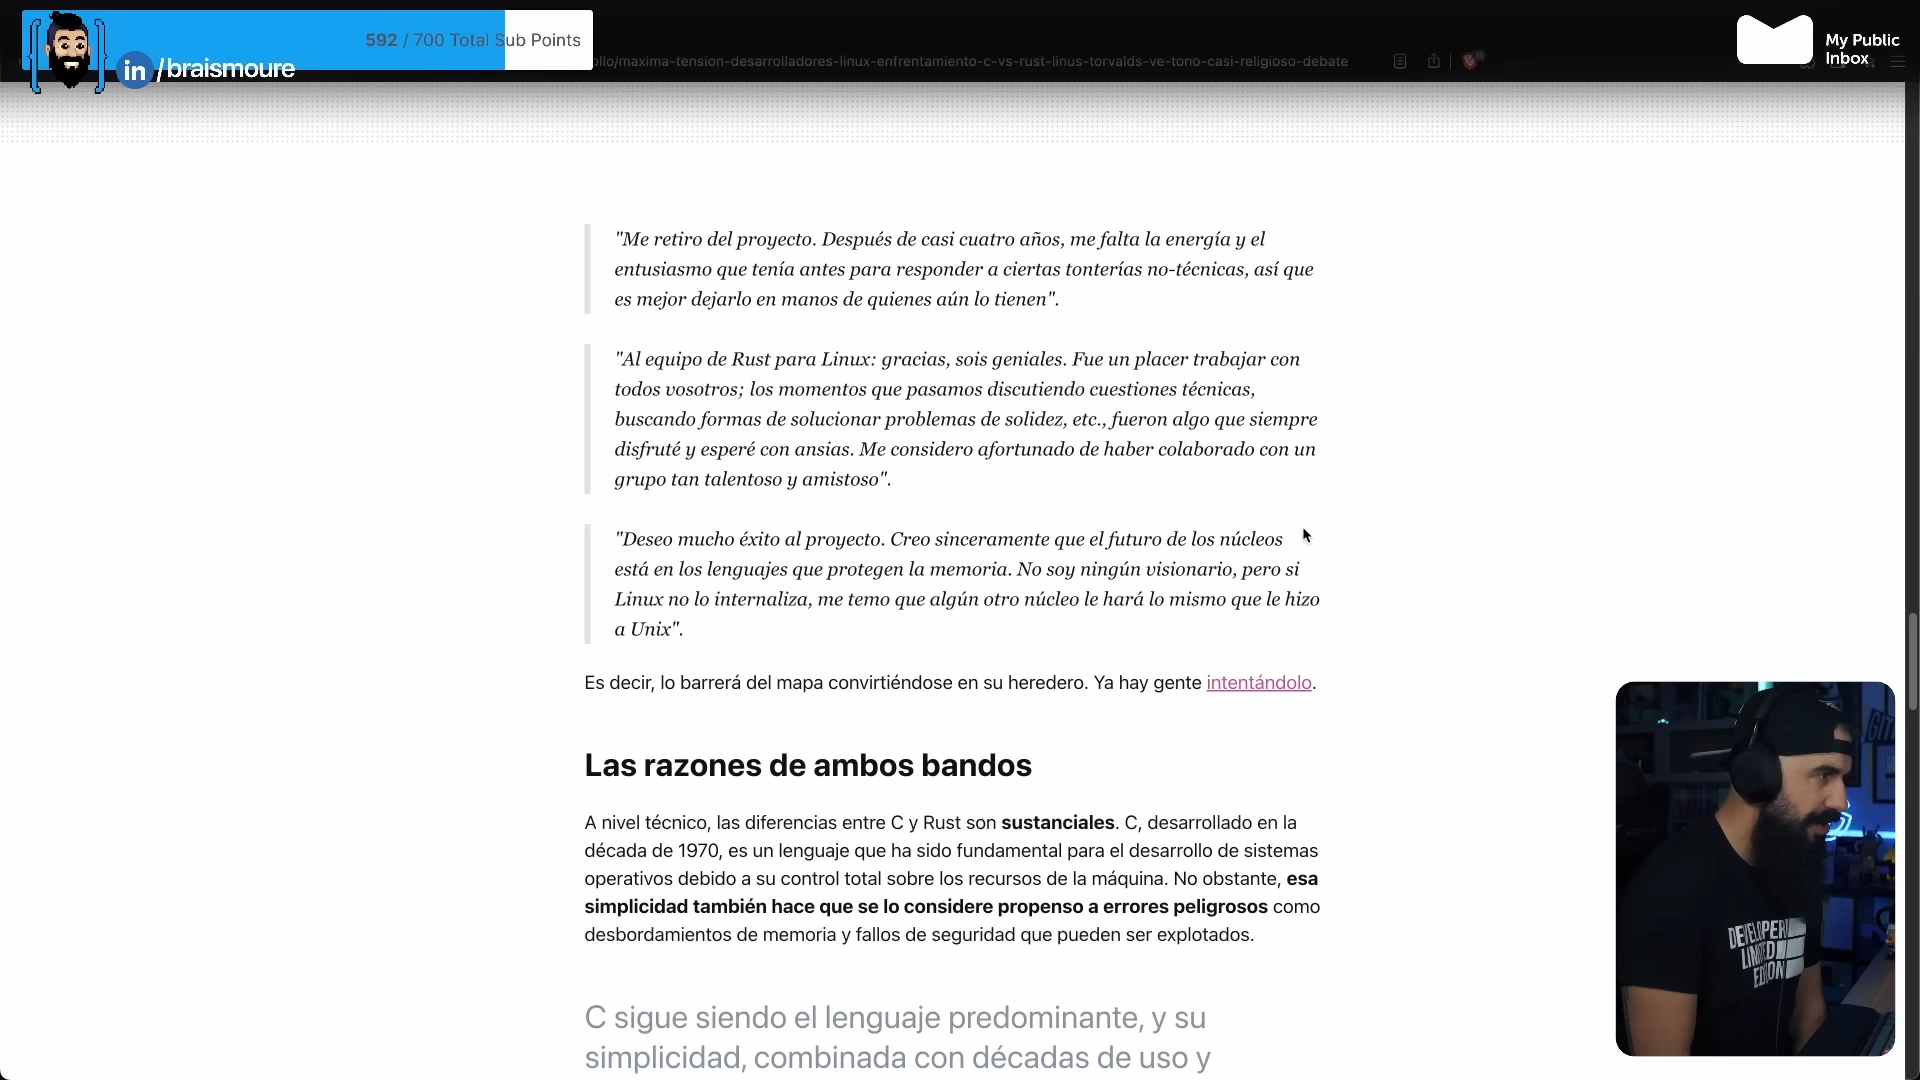 592 / 700 Total Sub Points
in /braismoure
ollo/maxima-tension-desarrolladores-linux-enfrentamiento-c-vs-rust-linus-torvalds-ve-tono-casi-religioso-debate
My Public
Inbox
"Me retiro del proyecto. Después de casi cuatro años, me falta la energía y el
entusiasmo que tenía antes para responder a ciertas tonterías no-técnicas, así que
es mejor dejarlo en manos de quienes aún lo tienen".
"Al equipo de Rust para Linux: gracias, sois geniales. Fue un placer trabajar con
todos vosotros; los momentos que pasamos discutiendo cuestiones técnicas,
buscando formas de solucionar problemas de solidez, etc., fueron algo que siempre
disfruté y esperé con ansias. Me considero afortunado de haber colaborado con un
grupo tan talentoso y amistoso".
"Deseo mucho éxito al proyecto. Creo sinceramente que el futuro de los núcleos
está en los lenguajes que protegen la memoria. No soy ningún visionario, pero si
Linux no lo internaliza, me temo que algún otro núcleo le hará lo mismo que le hizo
a Unix".
Es decir, lo barrerá del mapa convirtiéndose en su heredero. Ya hay gente intentándolo.
Las razones de ambos bandos
A nivel técnico, las diferencias entre C y Rust son sustanciales. C, desarrollado en la
década de 1970, es un lenguaje que ha sido fundamental para el desarrollo de sistemas
operativos debido a su control total sobre los recursos de la máquina. No obstante, esa
simplicidad también hace que se lo considere propenso a errores peligrosos como
desbordamientos de memoria y fallos de seguridad que pueden ser explotados.
C sigue siendo el lenguaje predominante, y su
simplicidad, combinada con décadas de uso y
GIT
DEVELOPER
LIMITED
EDITION